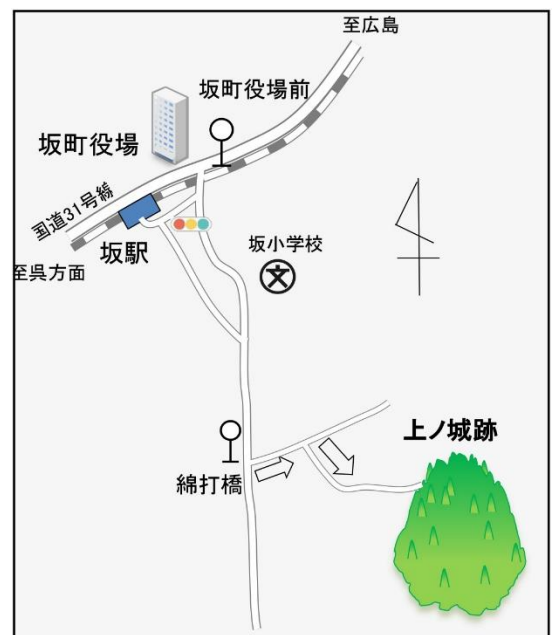 至広島
坂町役場前
坂町役場
国道31号線
坂駅
至呉方面
坂小学校
文
上ノ城跡
綿打橋